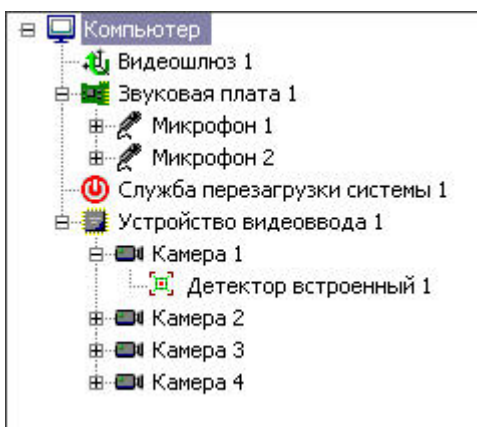 Компьютер
Видеошлюз 1
Звуковая плата 1
Микрофон 1
Микрофон 2
Служба перезагрузки системы 1
Устройство видеоввода 1
Камера 1
Детектор встроенный 1
Камера 2
Камера 3
Камера 4